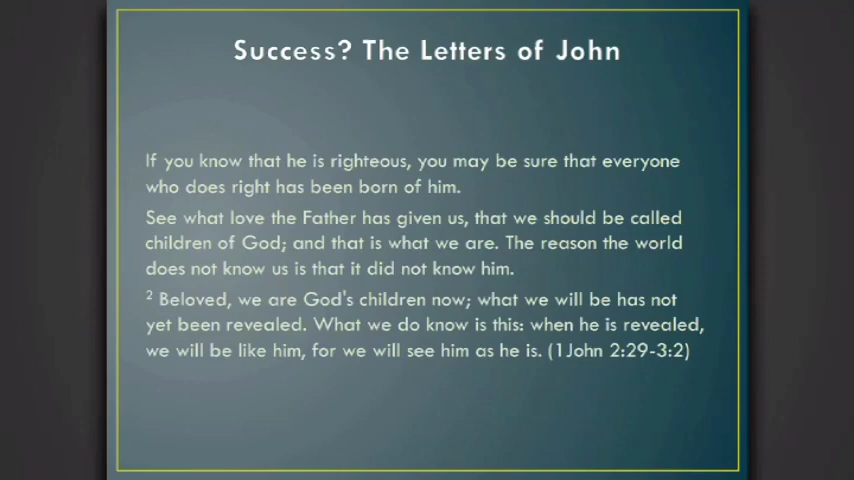 Success? The Letters of John
If you know that he is righteous, you may be sure that everyone
who does right has been born of him.
See what love the Father has given us, that we should be called
children of God; and that is what we are. The reason the world
does not know us is that it did not know him.
2 Beloved, we are God's children now; what we will be has not
yet been revealed. What we do know is this: when he is revealed,
we will be like him, for we will see him as he is. (1John 2:29-3:2)